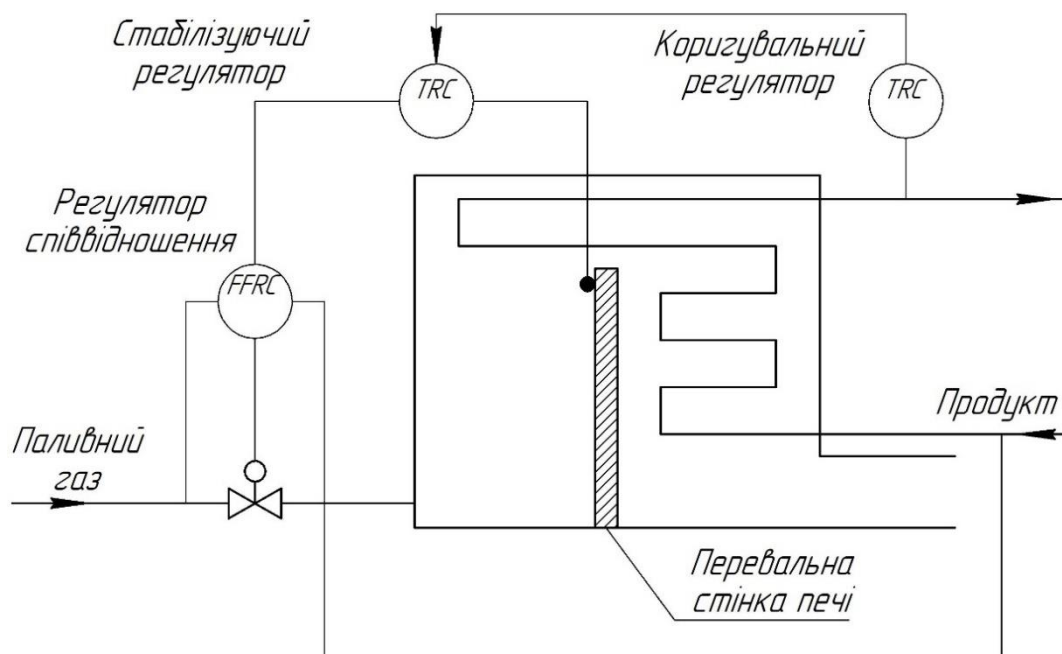 Стабілізуючий
регулятор
Коригувальний
регулятор
TRC
TRC
Регулятор
співвідношення
FFRC
Продукт
Паливний
газ
Перевальна
стінка печі